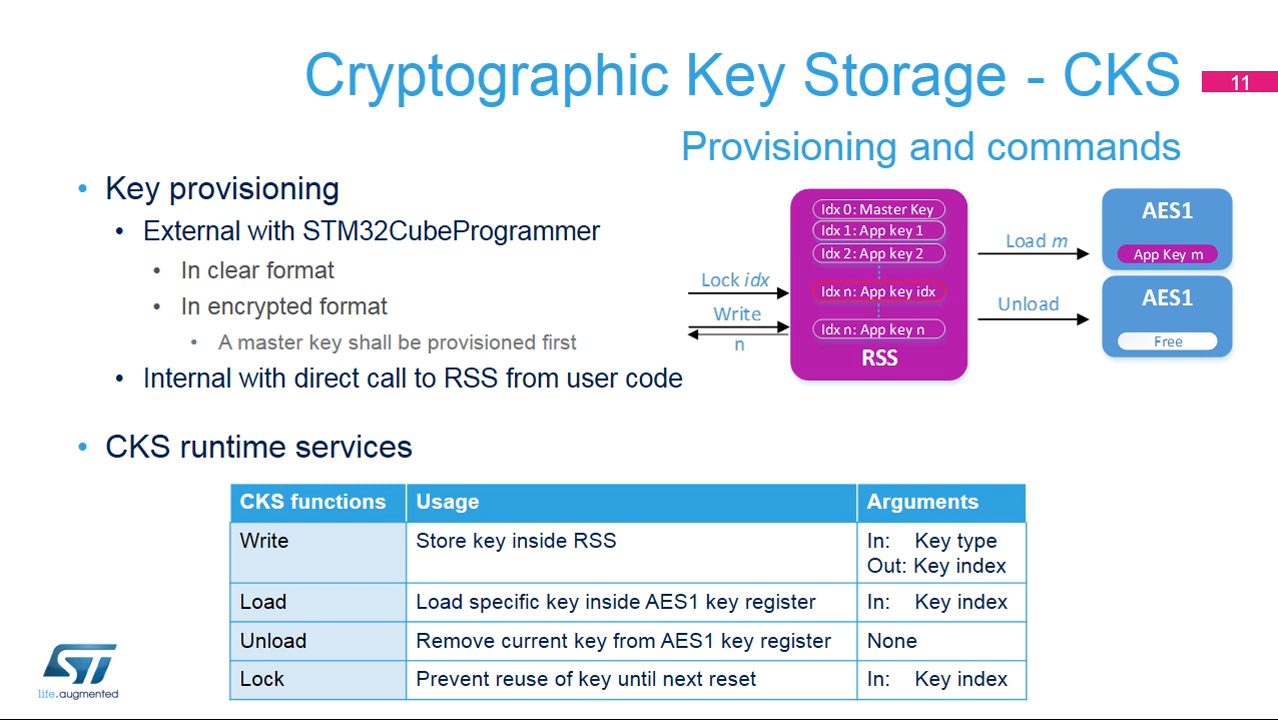 Cryptographic Key Storage - CKS
11
Provisioning and commands
• Key provisioning
• External with STM32CubeProgrammer
• In clear format
• In encrypted format
• A master key shall be provisioned first
• Internal with direct call to RSS from user code
Lock idx
Write
n
Idx 0: Master Key
Idx 1: App key 1
Idx 2: App key 2
Idx n: App key idx
Idx n: App key n
RSS
Load m
Unload
AES1
App Key m
AES1
Free
• CKS runtime services
CKS functions Usage Arguments
Write Store key inside RSS In: Key type
Out: Key index
Load Load specific key inside AES1 key register In: Key index
Unload Remove current key from AES1 key register None
Lock Prevent reuse of key until next reset In: Key index
ST
life.augmented